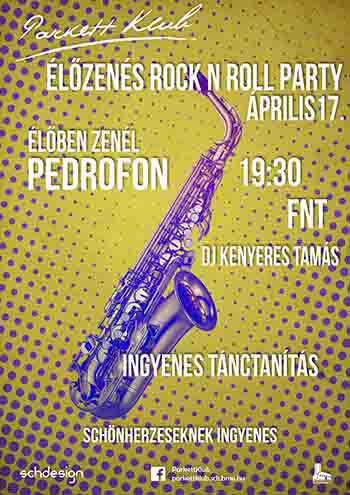 Parkett Klub
ÉLŐZENÉS ROCK N ROLL PARTY
ÁPRILIS 17.
ÉLŐBEN ZENÉL
PEDROFON
19:30
FNT
DJ KENYERES TAMÁS
INGYENES TÁNCTANÍTÁS
SCHÖNHERZESEKNEK INGYENES
schdesign
f
ParkettKlub
parkettklub.sch.bme.hu